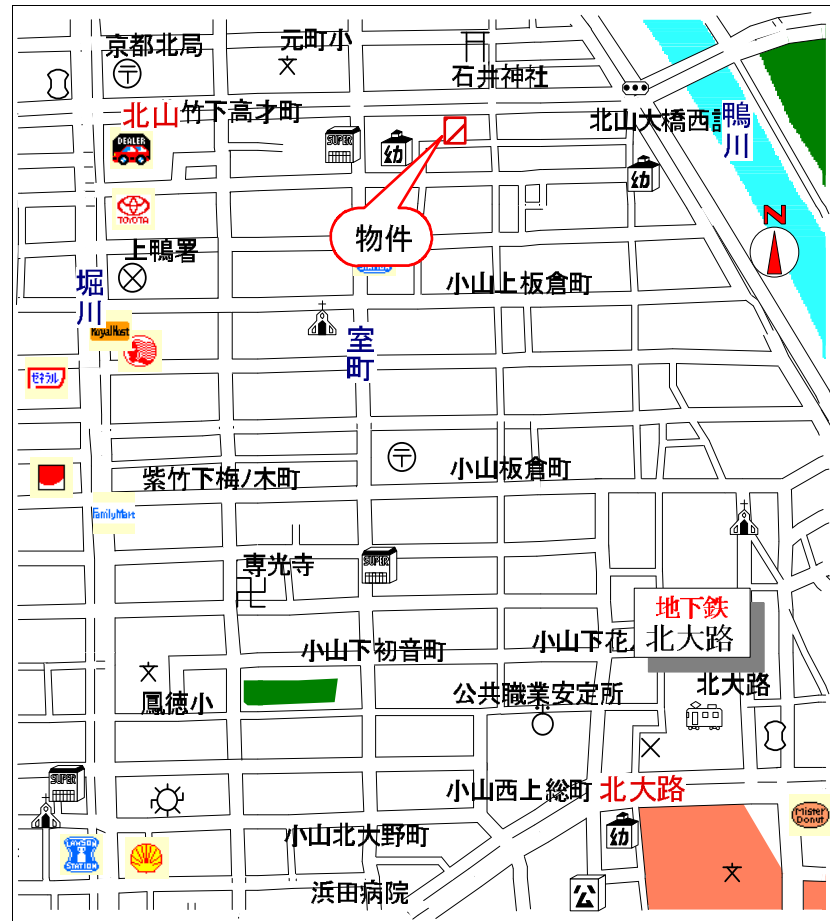 京都北局
元町小
〒
文
石井神社
北山
竹下高才町
北山大橋西詰
鴨川
DEALER
SUPER
幼
幼
TOYOTA
物件
N
上鴨署
STATION
堀川
小山上板倉町
Royal Host
室町
ゼネラル
〒
小山板倉町
紫竹下梅ノ木町
FamilyMart
専光寺
SUPER
地下鉄
北大路
小山下初音町
小山下花ノ
文
鳳徳小
公共職業安定所
北大路
SUPER
小山西上総町
北大路
Mister Donut
小山北大野町
幼
LAWSON STATION
文
浜田病院
公